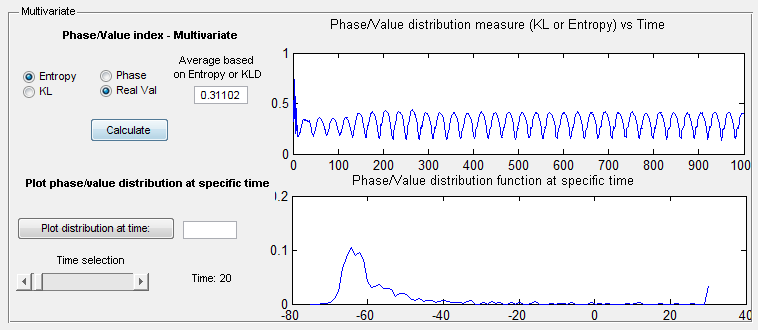 Multivariate
Phase/Value index - Multivariate
Entropy
KL
Phase
Real Val
Average based
on Entropy or KLD
0.31102
Calculate
Phase/Value distribution measure (KL or Entropy) vs Time
1
0.5
0
0 100 200 300 400 500 600 700 800 900 1000
Plot phase/value distribution at specific time
Plot distribution at time:
Time selection
Time: 20
Phase/Value distribution function at specific time
0.2
0.1
0
-80 -60 -40 -20 0 20 40